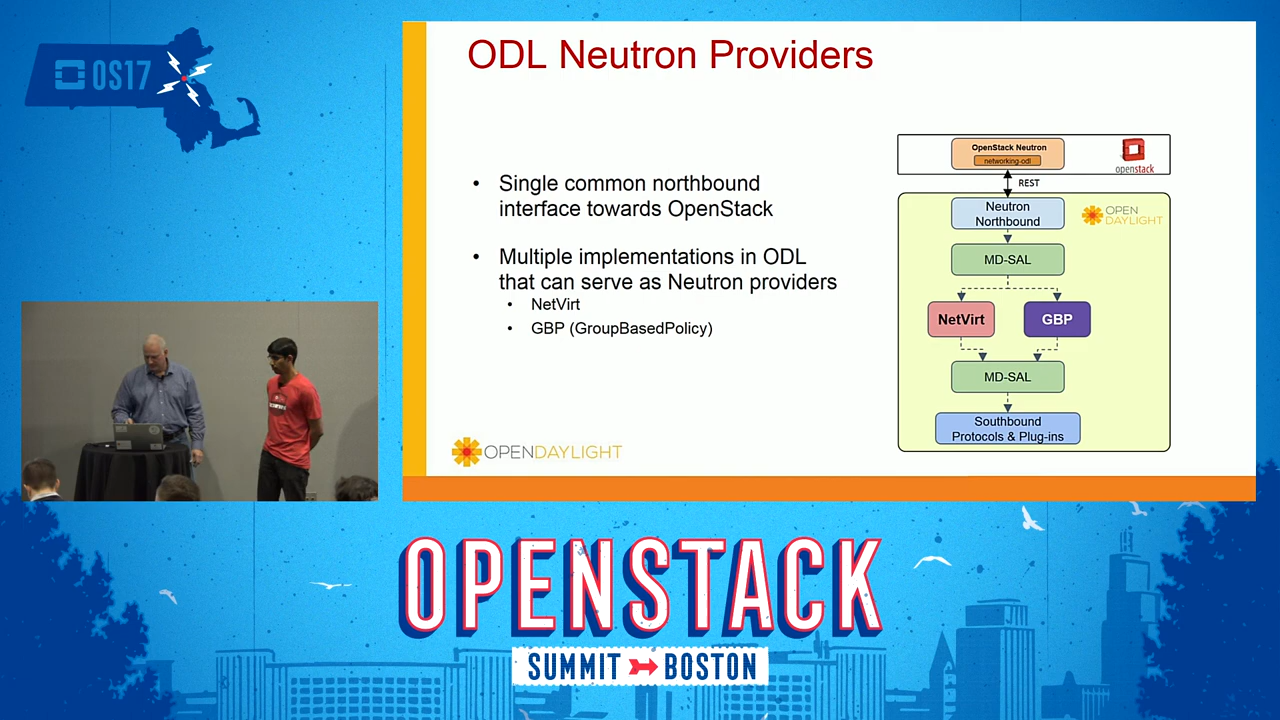 OS17
ODL Neutron Providers
• Single common northbound
interface towards OpenStack
• Multiple implementations in ODL
that can serve as Neutron providers
• NetVirt
• GBP (GroupBasedPolicy)
OPENDAYLIGHT
OpenStack Neutron
networking-odl
openstack
REST
Neutron
Northbound
OPEN
DAYLIGHT
MD-SAL
NetVirt
GBP
MD-SAL
Southbound
Protocols & Plug-ins
OPENSTACK
SUMMIT BOSTON